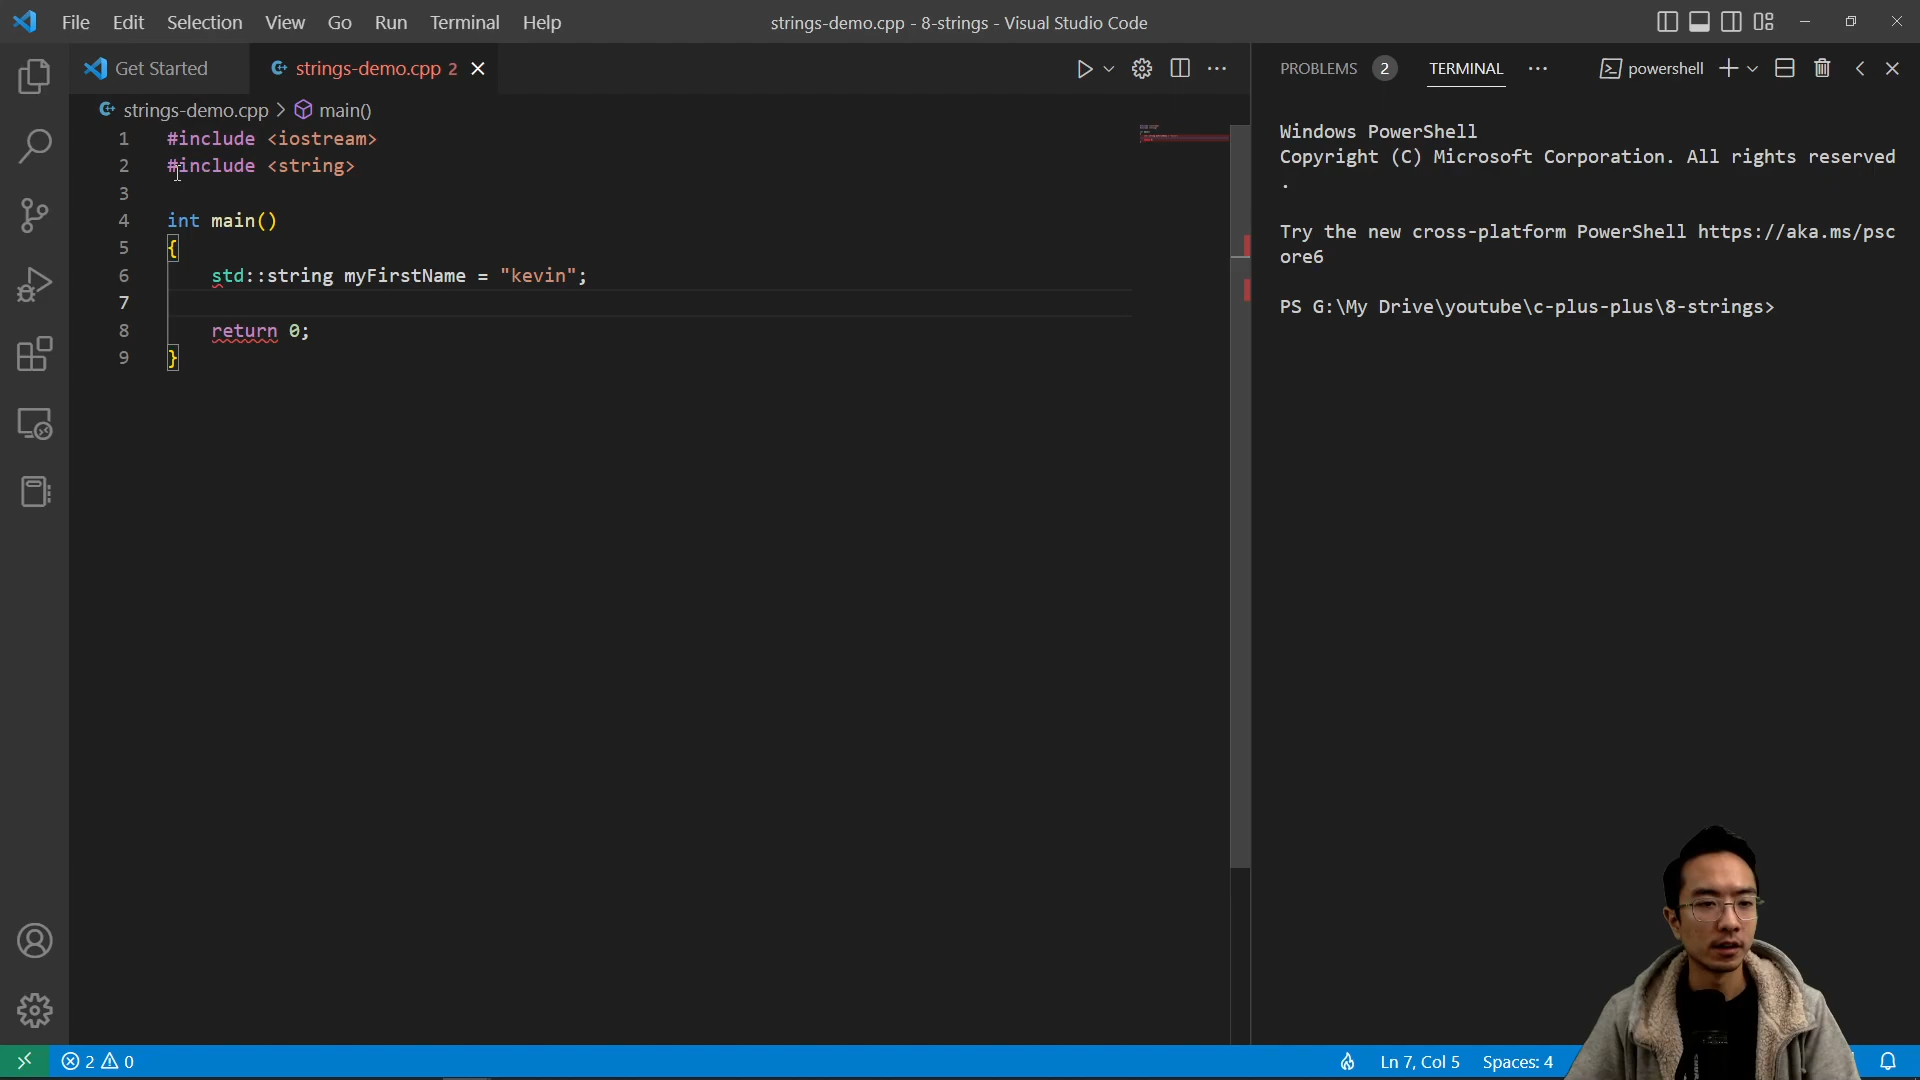 File Edit Selection View Go Run Terminal Help
strings-demo.cpp - 8-strings - Visual Studio Code
Get Started
strings-demo.cpp 2
strings-demo.cpp > main()
1 #include <iostream>
2 #include <string>
3
4 int main()
5 {
6 std::string myFirstName = "kevin";
7
8 return 0;
9 }
PROBLEMS 2 TERMINAL powershell
Windows PowerShell
Copyright (C) Microsoft Corporation. All rights reserved
.
Try the new cross-platform PowerShell https://aka.ms/psc
ore6
PS G:\My Drive\youtube\c-plus-plus\8-strings>
2 0
Ln 7, Col 5 Spaces: 4